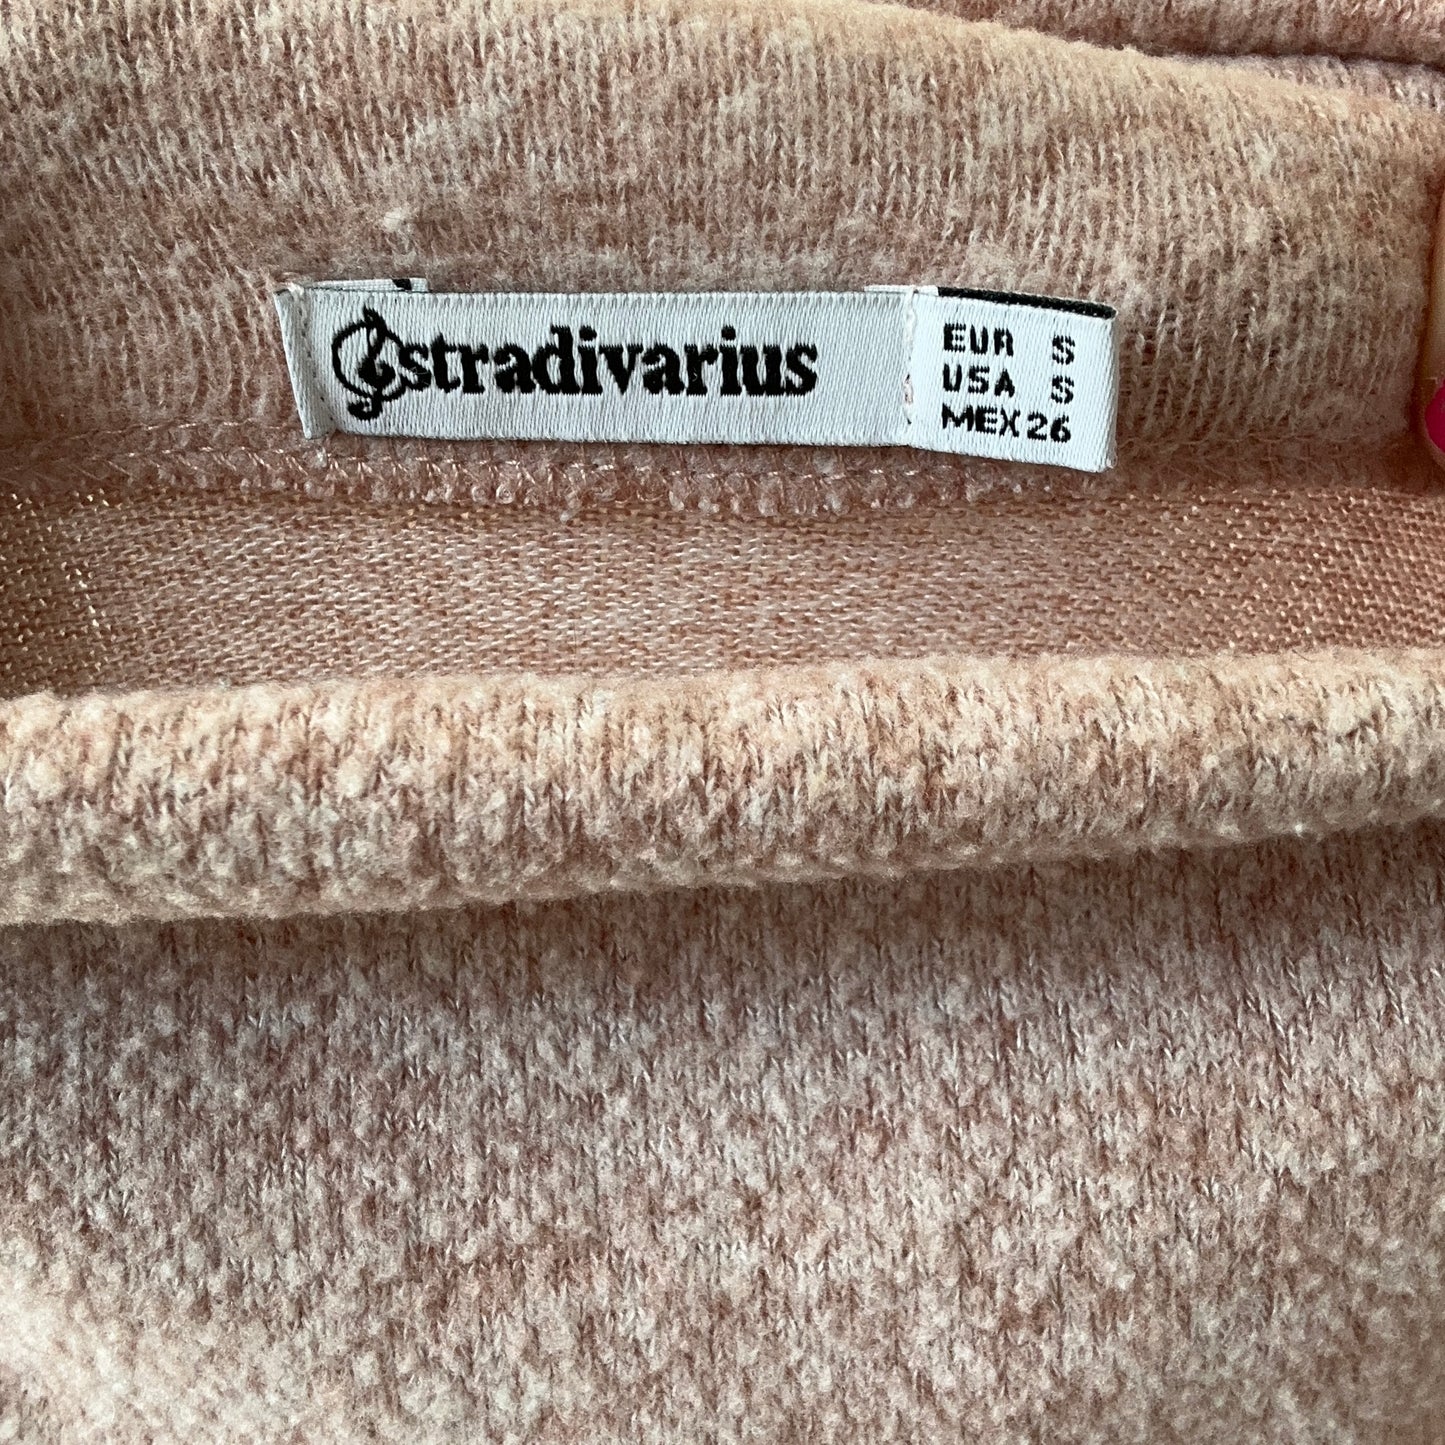 stradivarius
EUR S
USA S
MEX 26